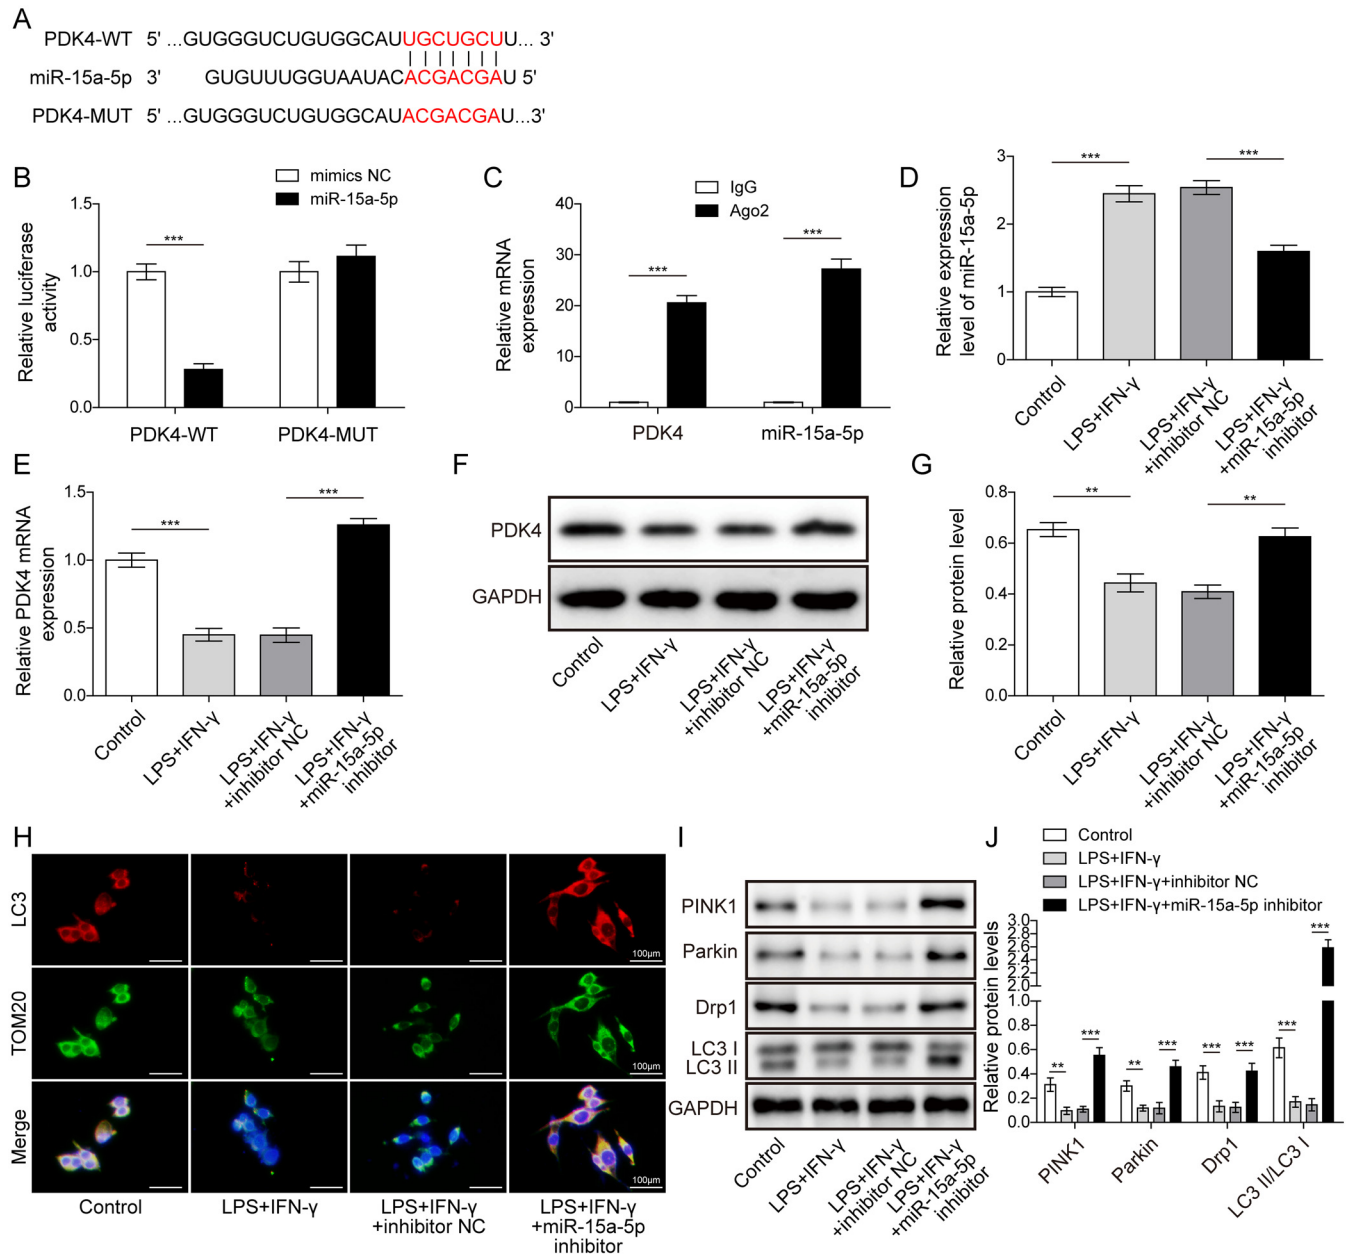 A
PDK4-WT 5' ...GUGGGUCUGUGGCAUUGCUGCUU... 3'
miR-15a-5p 3' GUGUUUGGUAAUACACGACGAU 5'
PDK4-MUT 5' ...GUGGGUCUGUGGCAUACGACGAU...3'
B
mimics NC
miR-15a-5p
Relative luciferase
activity
1.5
1.0
0.5
0.0
***
PDK4-WT
PDK4-MUT
C
IgG
Ago2
Relative mRNA
expression
40
30
20
10
0
***
***
PDK4
miR-15a-5p
D
Relative expression
level of miR-15a-5p
3
2
1
0
***
***
Control
LPS+IFN-γ
LPS+IFN-γ
+inhibitor NC
LPS+IFN-γ
+miR-15a-5p
inhibitor
E
Relative PDK4 mRNA
expression
1.5
1.0
0.5
0.0
***
***
Control
LPS+IFN-γ
LPS+IFN-γ
+inhibitor NC
LPS+IFN-γ
+miR-15a-5p
inhibitor
F
PDK4
GAPDH
Control
LPS+IFN-γ
LPS+IFN-γ
+inhibitor NC
LPS+IFN-γ
+miR-15a-5p
inhibitor
G
Relative protein level
0.8
0.6
0.4
0.2
0.0
**
**
Control
LPS+IFN-γ
LPS+IFN-γ
+inhibitor NC
LPS+IFN-γ
+miR-15a-5p
inhibitor
H
LC3
100μm
TOM20
100μm
Merge
100μm
Control
LPS+IFN-γ
LPS+IFN-γ
+inhibitor NC
LPS+IFN-γ
+miR-15a-5p
inhibitor
I
PINK1
Parkin
Drp1
LC3 I
LC3 II
GAPDH
Control
LPS+IFN-γ
LPS+IFN-γ
+inhibitor NC
LPS+IFN-γ
+miR-15a-5p
inhibitor
J
Control
LPS+IFN-γ
LPS+IFN-γ+inhibitor NC
LPS+IFN-γ+miR-15a-5p inhibitor
Relative protein levels
3.0
2.8
2.6
2.4
2.2
2.0
1.0
0.8
0.6
0.4
0.2
0.0
**
***
**
***
***
***
***
***
PINK1
Parkin
Drp1
LC3 II/LC3 I